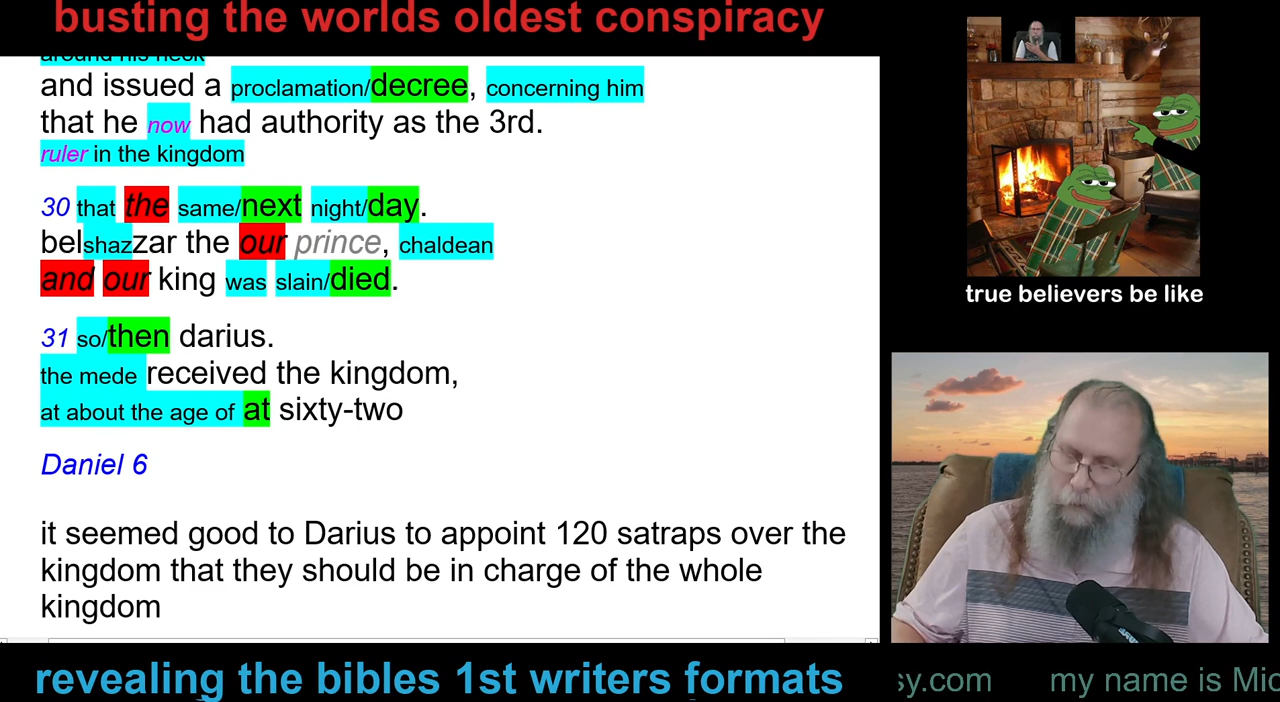 busting the worlds oldest conspiracy
around his neck
and issued a proclamation/decree, concerning him
that he now had authority as the 3rd.
ruler in the kingdom
30 that the same/next night/day.
belshazzar the our prince, chaldean
and our king was slain/died.
31 so/then darius.
the mede received the kingdom,
at about the age of at sixty-two
Daniel 6
it seemed good to Darius to appoint 120 satraps over the
kingdom that they should be in charge of the whole
kingdom
true believers be like
revealing the bibles 1st writers formats
sy.com my name is Mic